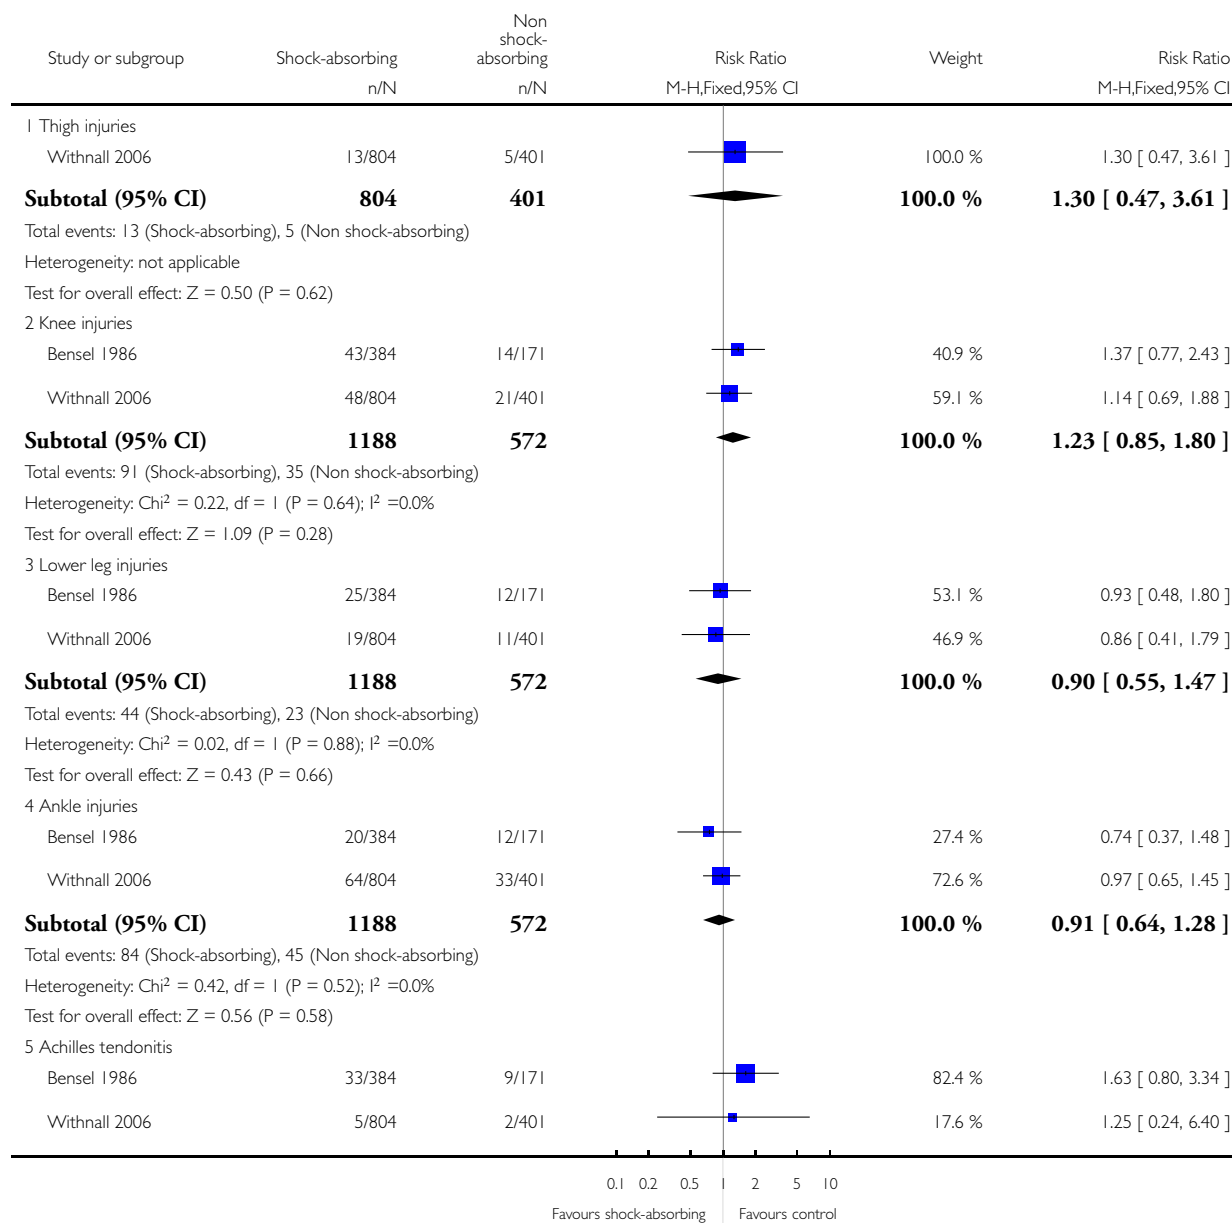 Study or subgroup Shock-absorbing Non shock-absorbing Risk Ratio Weight Risk Ratio
n/N n/N M-H,Fixed,95% CI M-H,Fixed,95% CI
1 Thigh injuries
Withnall 2006 13/804 5/401 100.0 % 1.30 [ 0.47, 3.61 ]
Subtotal (95% CI) 804 401 100.0 % 1.30 [ 0.47, 3.61 ]
Total events: 13 (Shock-absorbing), 5 (Non shock-absorbing)
Heterogeneity: not applicable
Test for overall effect: Z = 0.50 (P = 0.62)
2 Knee injuries
Bensel 1986 43/384 14/171 40.9 % 1.37 [ 0.77, 2.43 ]
Withnall 2006 48/804 21/401 59.1 % 1.14 [ 0.69, 1.88 ]
Subtotal (95% CI) 1188 572 100.0 % 1.23 [ 0.85, 1.80 ]
Total events: 91 (Shock-absorbing), 35 (Non shock-absorbing)
Heterogeneity: Chi² = 0.22, df = 1 (P = 0.64); I² =0.0%
Test for overall effect: Z = 1.09 (P = 0.28)
3 Lower leg injuries
Bensel 1986 25/384 12/171 53.1 % 0.93 [ 0.48, 1.80 ]
Withnall 2006 19/804 11/401 46.9 % 0.86 [ 0.41, 1.79 ]
Subtotal (95% CI) 1188 572 100.0 % 0.90 [ 0.55, 1.47 ]
Total events: 44 (Shock-absorbing), 23 (Non shock-absorbing)
Heterogeneity: Chi² = 0.02, df = 1 (P = 0.88); I² =0.0%
Test for overall effect: Z = 0.43 (P = 0.66)
4 Ankle injuries
Bensel 1986 20/384 12/171 27.4 % 0.74 [ 0.37, 1.48 ]
Withnall 2006 64/804 33/401 72.6 % 0.97 [ 0.65, 1.45 ]
Subtotal (95% CI) 1188 572 100.0 % 0.91 [ 0.64, 1.28 ]
Total events: 84 (Shock-absorbing), 45 (Non shock-absorbing)
Heterogeneity: Chi² = 0.42, df = 1 (P = 0.52); I² =0.0%
Test for overall effect: Z = 0.56 (P = 0.58)
5 Achilles tendonitis
Bensel 1986 33/384 9/171 82.4 % 1.63 [ 0.80, 3.34 ]
Withnall 2006 5/804 2/401 17.6 % 1.25 [ 0.24, 6.40 ]
0.1 0.2 0.5 1 2 5 10
Favours shock-absorbing Favours control